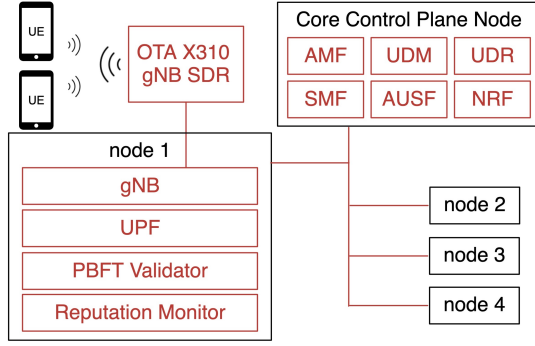 UE
UE
OTA X310
gNB SDR
Core Control Plane Node
AMF
UDM
UDR
SMF
AUSF
NRF
node 1
gNB
UPF
PBFT Validator
Reputation Monitor
node 2
node 3
node 4